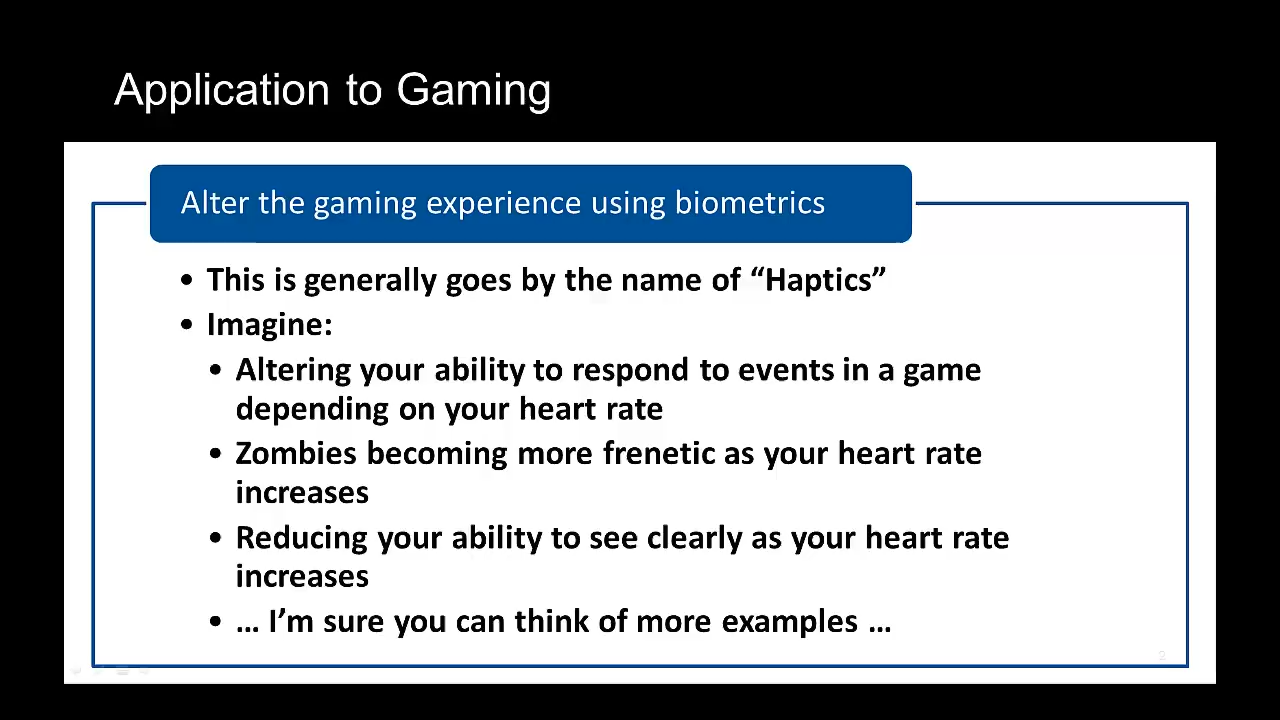 Application to Gaming
Alter the gaming experience using biometrics
• This is generally goes by the name of “Haptics”
• Imagine:
• Altering your ability to respond to events in a game
depending on your heart rate
• Zombies becoming more frenetic as your heart rate
increases
• Reducing your ability to see clearly as your heart rate
increases
• … I’m sure you can think of more examples …
2